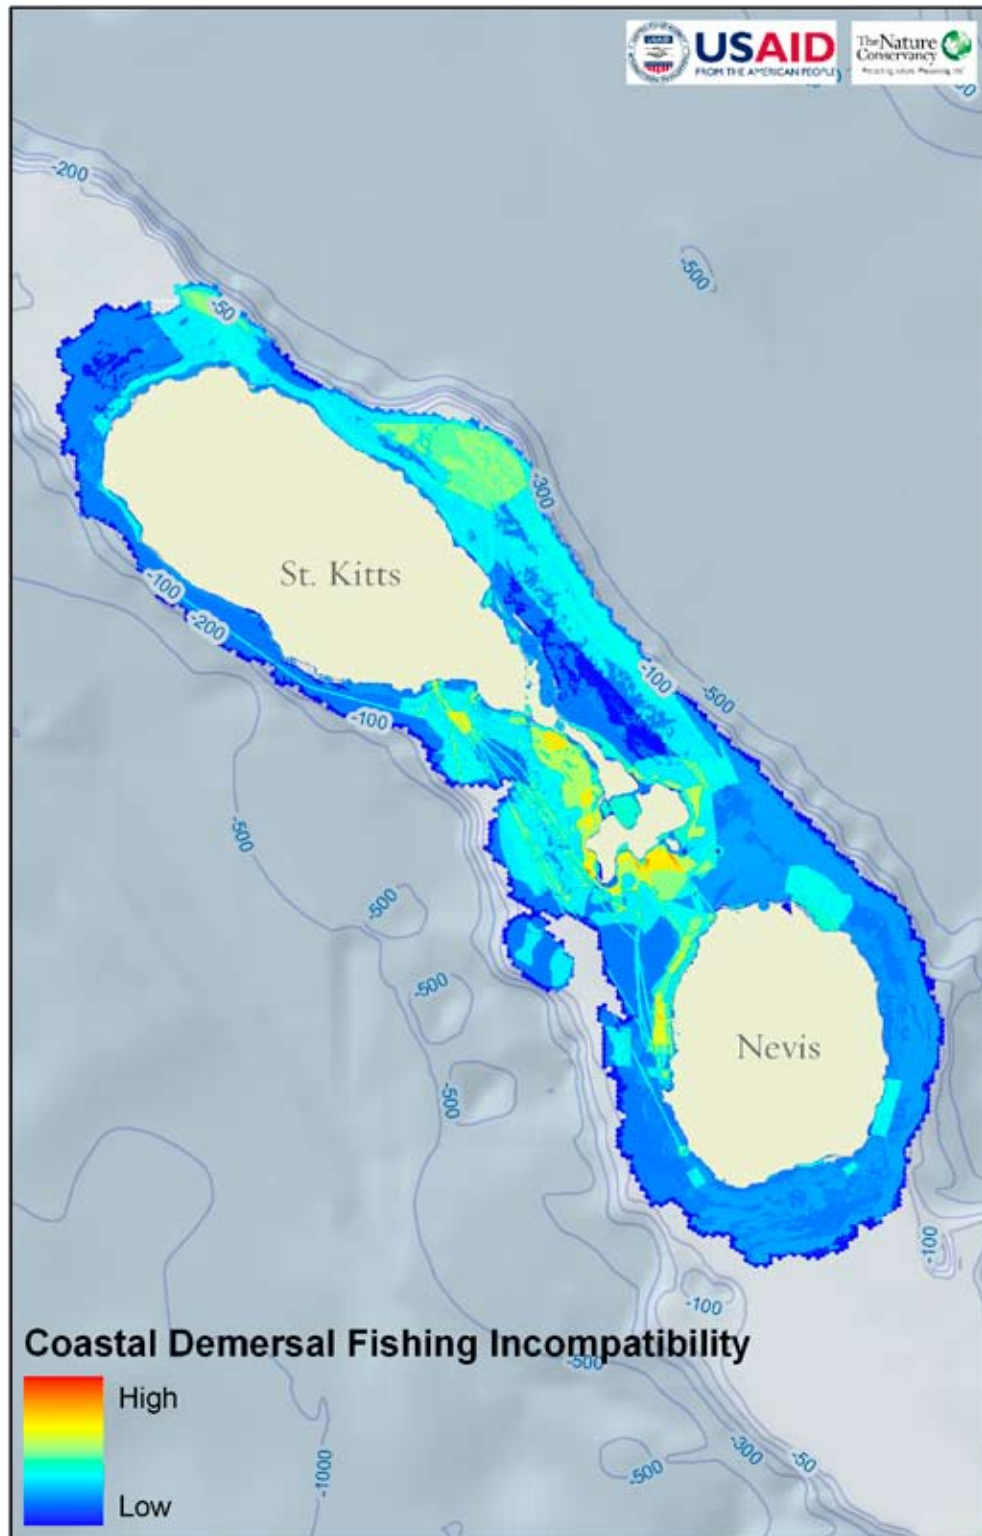 USAID
FROM THE AMERICAN PEOPLE
The Nature
Conservancy
-200
-500
-50
-300
St. Kitts
-100
-200
-100
-500
-100
-500
-500
-500
Nevis
-500
-100
-100
Coastal Demersal Fishing Incompatibility
-500
High
Low
-1000
-500
-300
-50